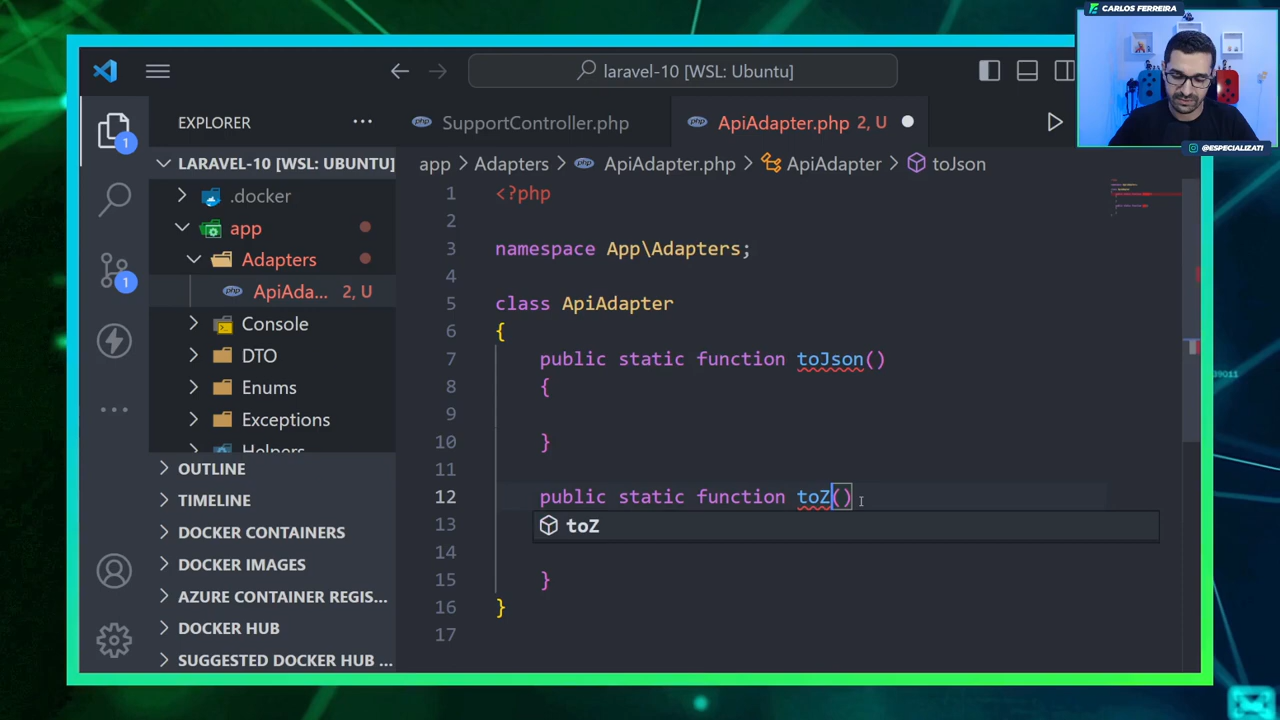 CARLOS FERREIRA
@ESPECIALIZATI
laravel-10 [WSL: Ubuntu]
EXPLORER
SupportController.php
ApiAdapter.php 2, U
LARAVEL-10 [WSL: UBUNTU]
app > Adapters > ApiAdapter.php > ApiAdapter > toJson
.docker
app
Adapters
ApiAda... 2, U
Console
DTO
Enums
Exceptions
Helpers
OUTLINE
TIMELINE
DOCKER CONTAINERS
DOCKER IMAGES
AZURE CONTAINER REGIS...
DOCKER HUB
SUGGESTED DOCKER HUB ...
1
1
1 <?php
2
3 namespace App\Adapters;
4
5 class ApiAdapter
6 {
7 public static function toJson()
8 {
9
10 }
11
12 public static function toZ()
toZ
13
14
15 }
16 }
17
39011